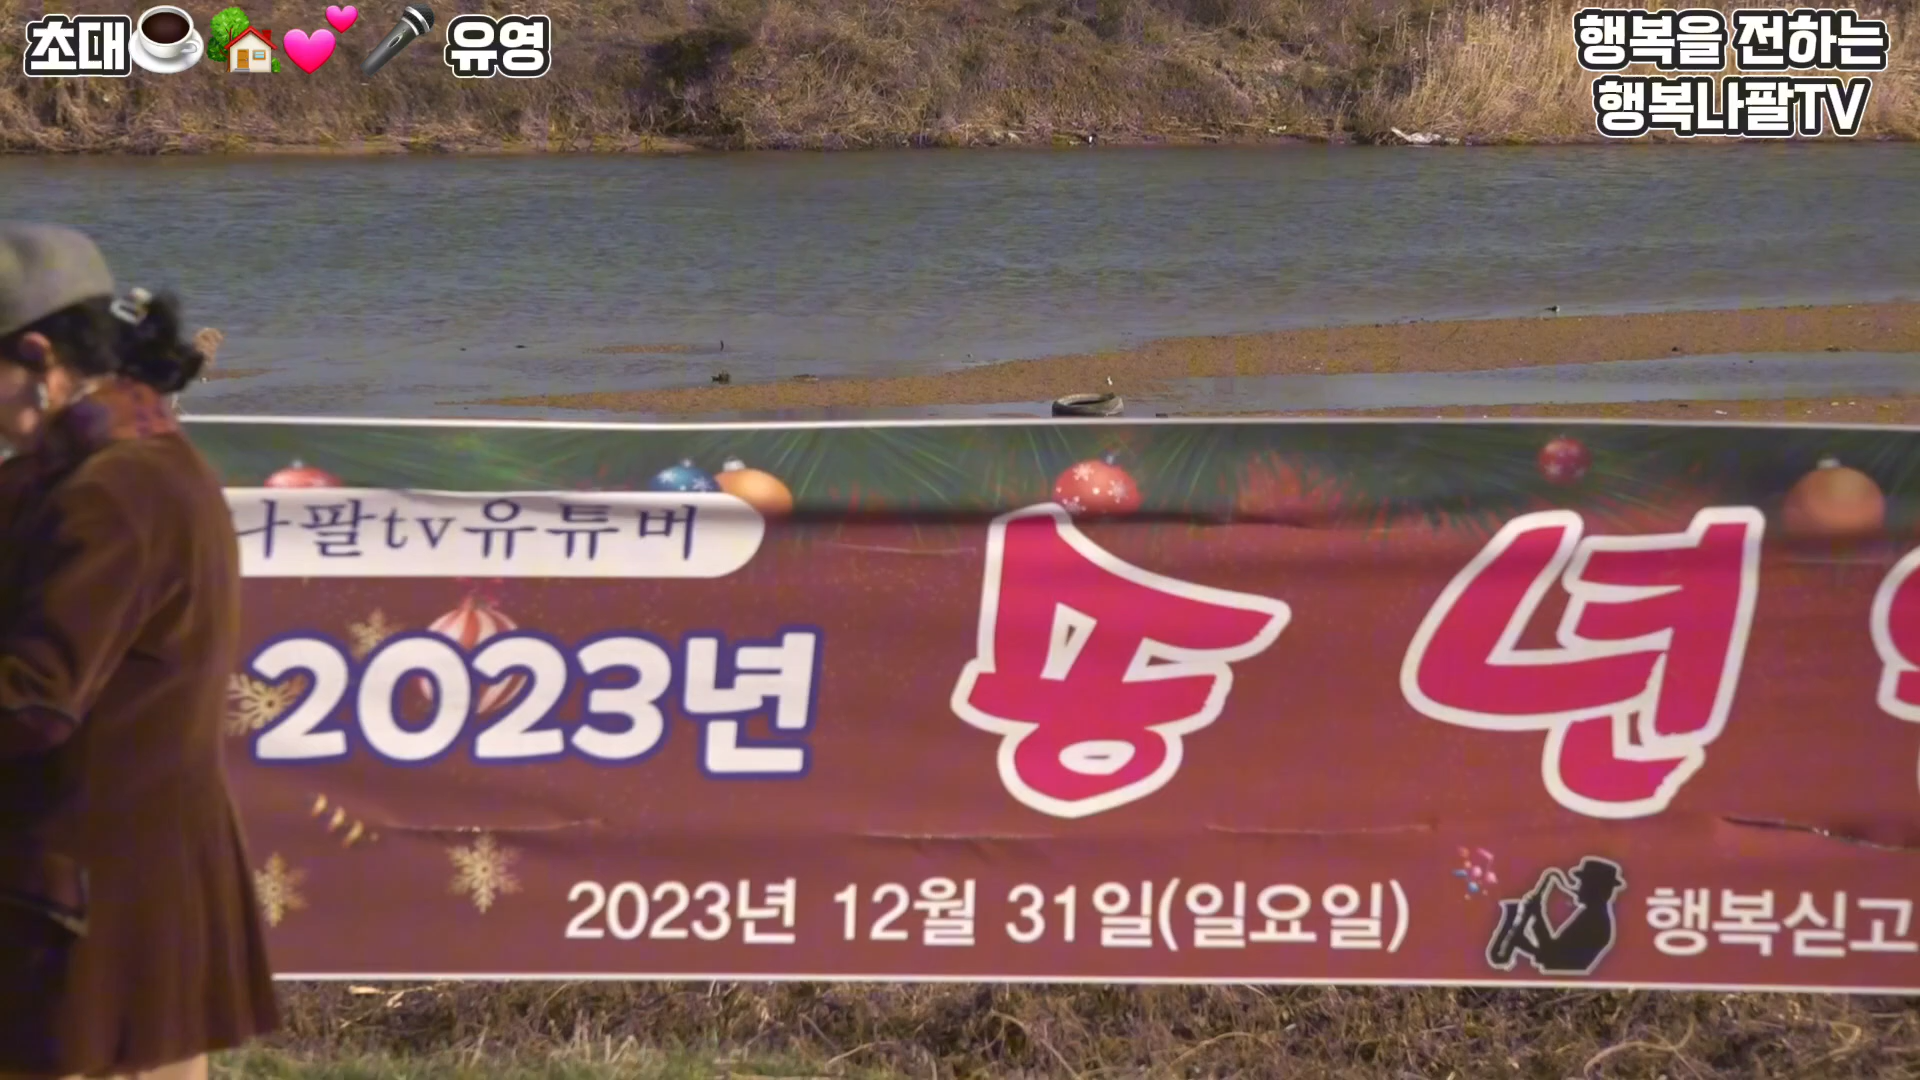 초대☕🏡💕🎤 유영
행복을 전하는
행복나팔TV
나팔tv유튜버
2023년
송년
2023년 12월 31일(일요일)
행복싣고